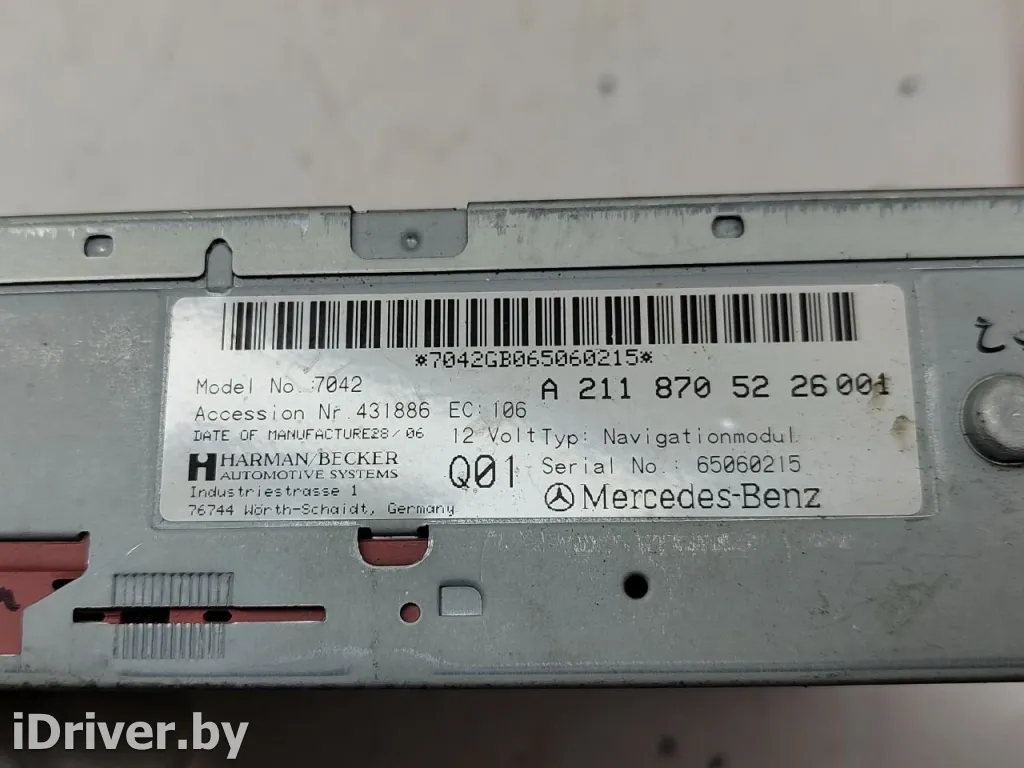 *7042GB065060215*
Model No.:7042
A 211 870 52 26 001
Accession Nr.431886 EC: 106
DATE OF MANUFACTURE28/06
12 Volt Typ: Navigationmodul
HARMAN/BECKER
AUTOMOTIVE SYSTEMS
Q01
Serial No.: 65060215
Industriestrasse 1
76744 Wörth-Schaidt, Germany
Mercedes-Benz
iDriver.by